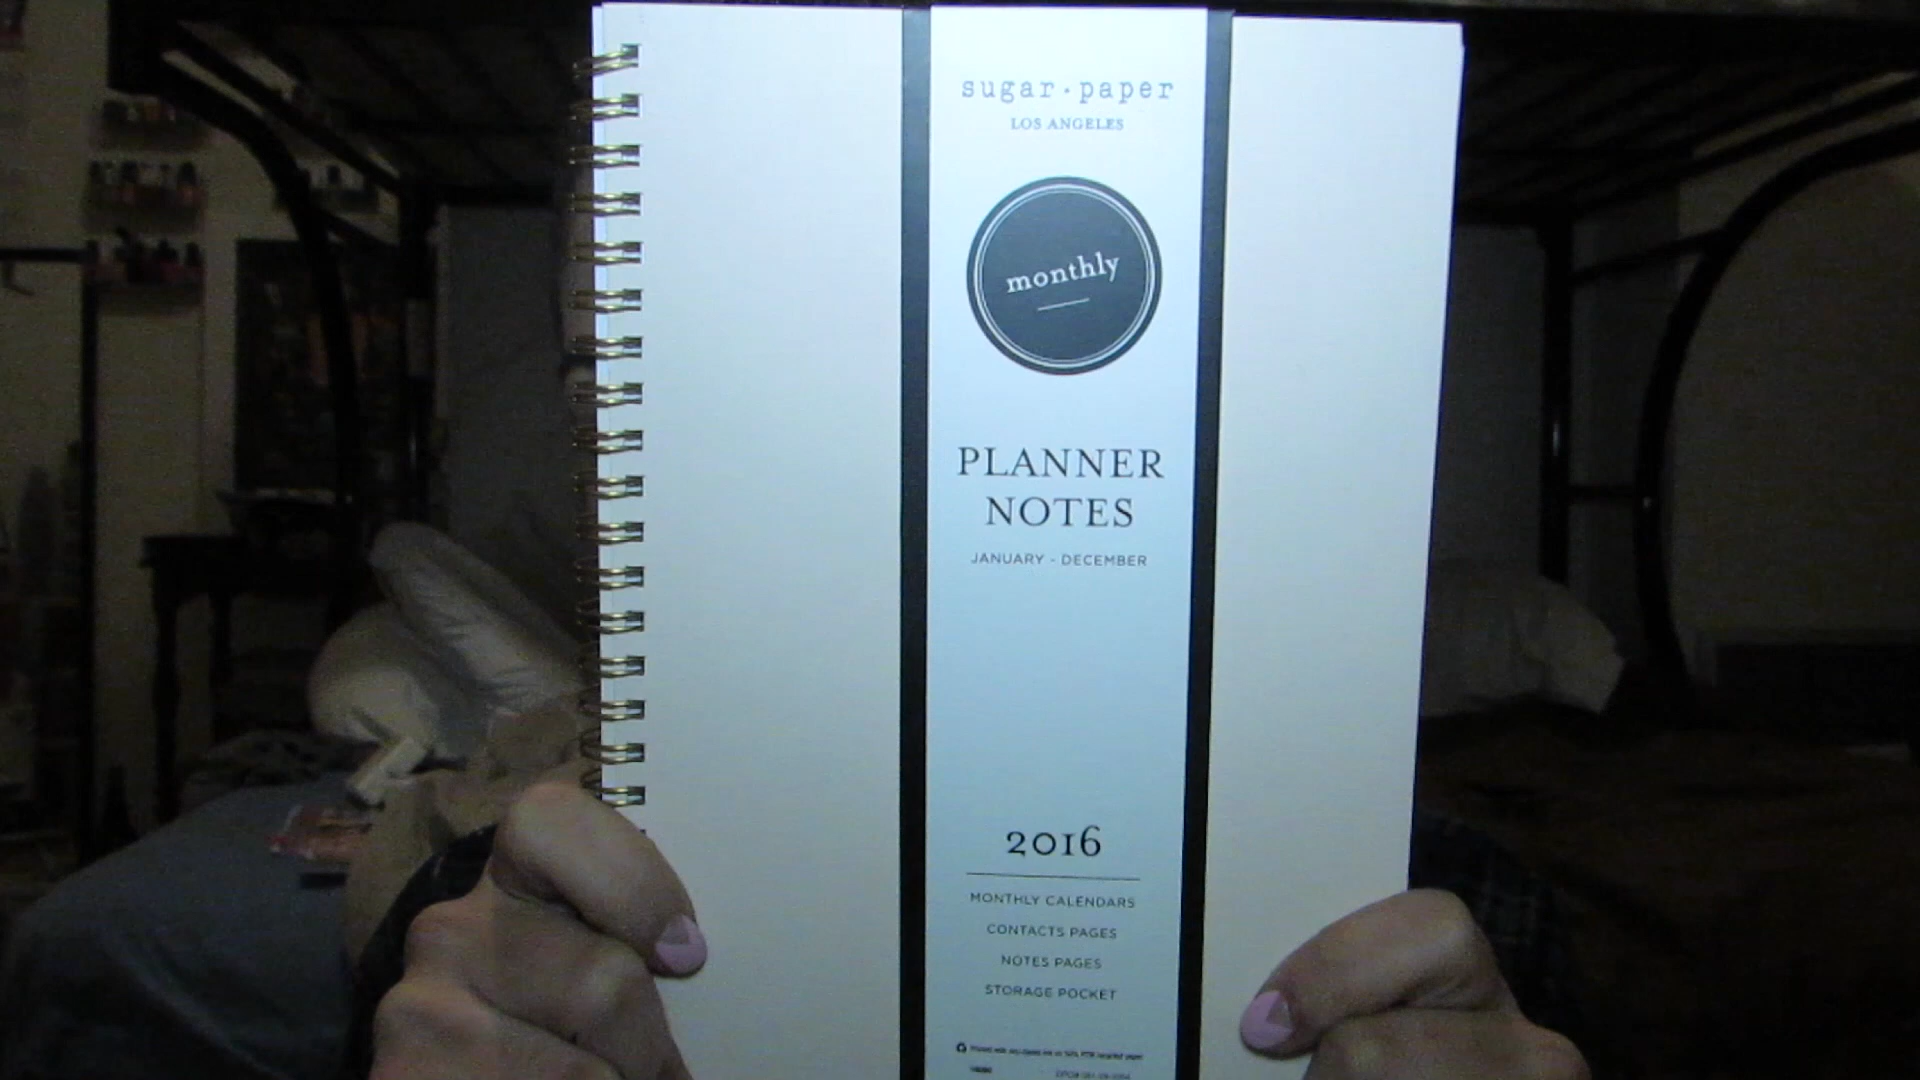 sugar·paper
LOS ANGELES
monthly
PLANNER
NOTES
JANUARY - DECEMBER
2016
MONTHLY CALENDARS
CONTACTS PAGES
NOTES PAGES
STORAGE POCKET